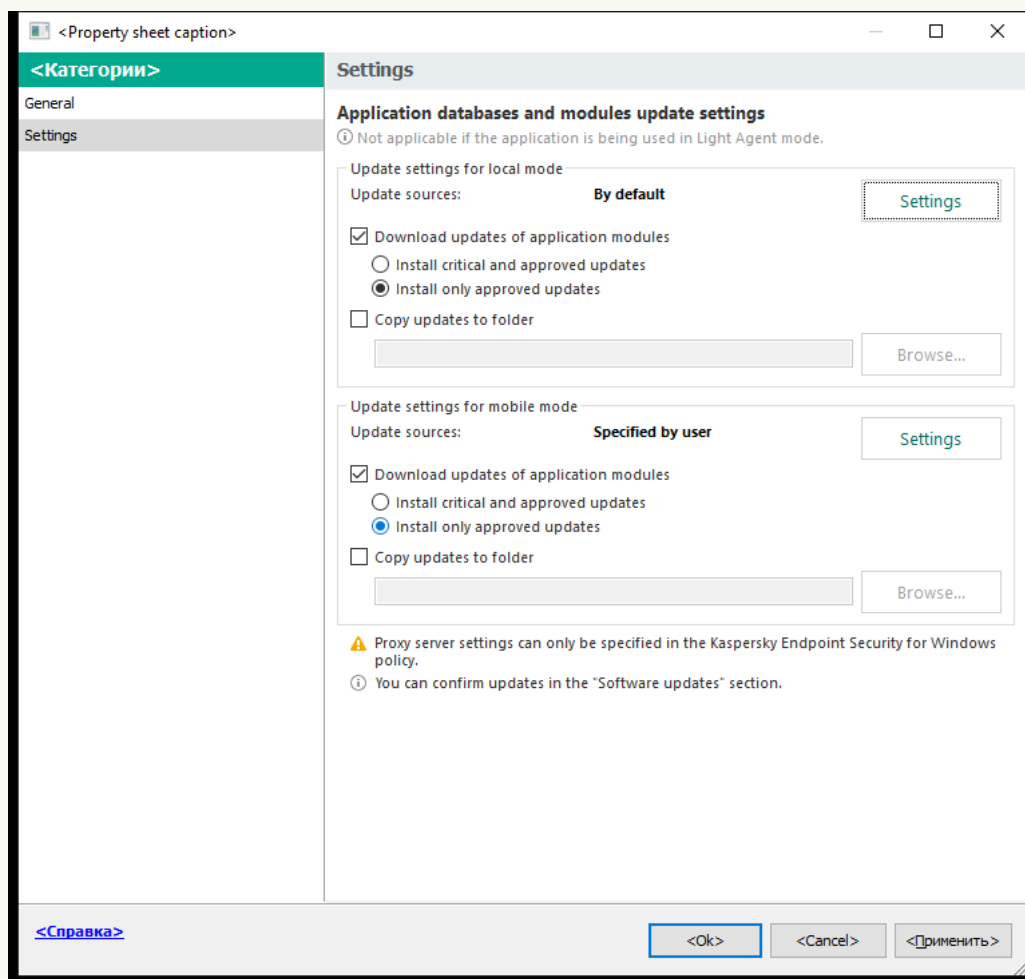 <Property sheet caption>
<Категории>
General
Settings
Settings
Application databases and modules update settings
Not applicable if the application is being used in Light Agent mode.
Update settings for local mode
Update sources: By default Settings
Download updates of application modules
Install critical and approved updates
Install only approved updates
Copy updates to folder
Browse...
Update settings for mobile mode
Update sources: Specified by user Settings
Download updates of application modules
Install critical and approved updates
Install only approved updates
Copy updates to folder
Browse...
Proxy server settings can only be specified in the Kaspersky Endpoint Security for Windows
policy.
You can confirm updates in the "Software updates" section.
<Справка> <Ok> <Cancel> <Применить>